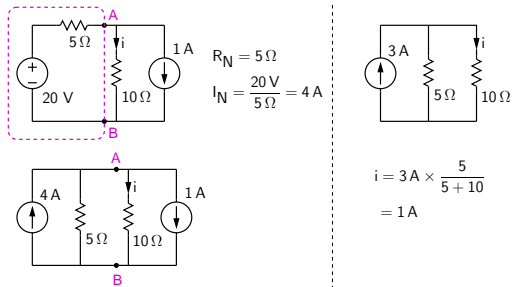 A
5 Ω
i
1 A
20 V
10 Ω
B
R_N = 5 Ω
I_N = 20 V / 5 Ω = 4 A
A
4 A
i
1 A
5 Ω
10 Ω
B
3 A
i
5 Ω
10 Ω
i = 3 A × 5 / 5 + 10
= 1 A